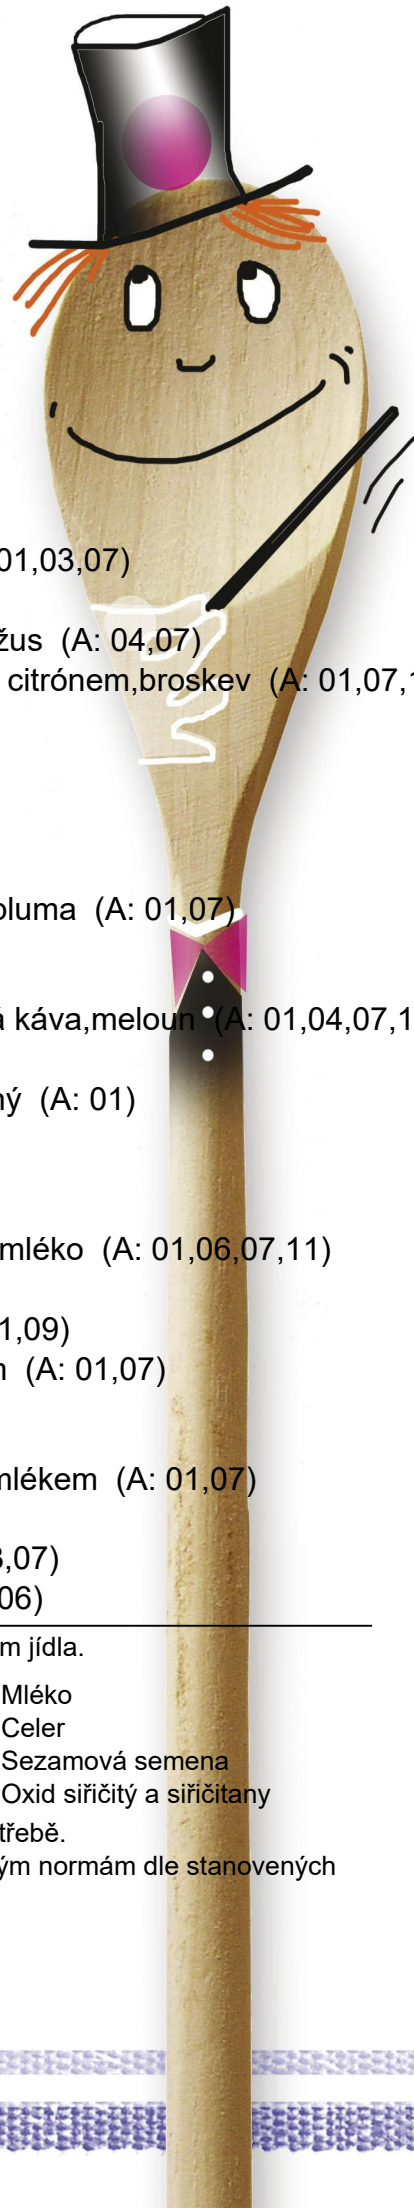 01,03,07)
žus (A: 04,07)
citrónem,broskev (A: 01,07,1
pluma (A: 01,07)
á káva,meloun (A: 01,04,07,1
ný (A: 01)
mléko (A: 01,06,07,11)
1,09)
n (A: 01,07)
mlékem (A: 01,07)
3,07)
06)
m jídla.
Mléko
Celer
Sezamová semena
Oxid siřičitý a siřičitany
třebě.
ým normám dle stanovených